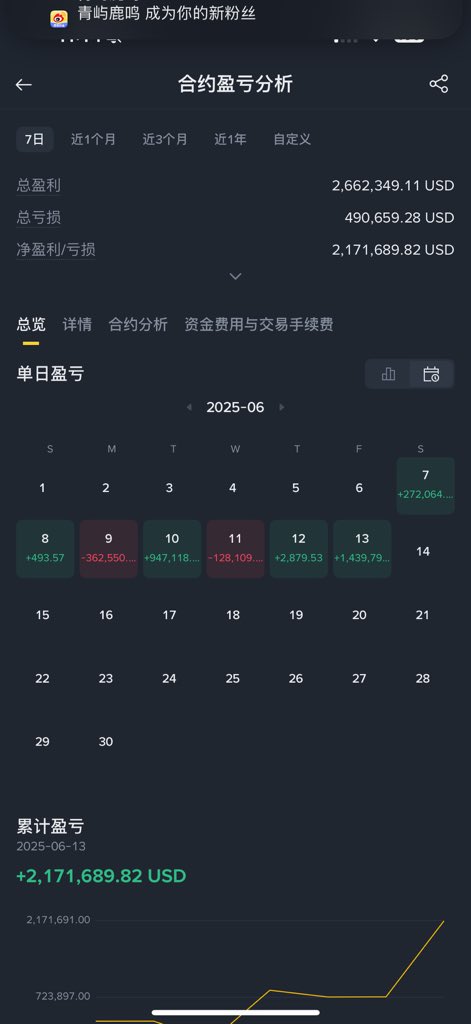 青屿鹿鸣 成为你的新粉丝
合约盈亏分析
7日 近1个月 近3个月 近1年 自定义
总盈利 2,662,349.11 USD
总亏损 490,659.28 USD
净盈利/亏损 2,171,689.82 USD
总览 详情 合约分析 资金费用与交易手续费
单日盈亏
2025-06
S M T W T F S
1 2 3 4 5 6 7
+272,064....
8 9 10 11 12 13 14
+493.57 -362,550.... +947,118.... -128,109.... +2,879.53 +1,439,79...
15 16 17 18 19 20 21
22 23 24 25 26 27 28
29 30
累计盈亏
2025-06-13
+2,171,689.82 USD
2,171,691.00
723,897.00